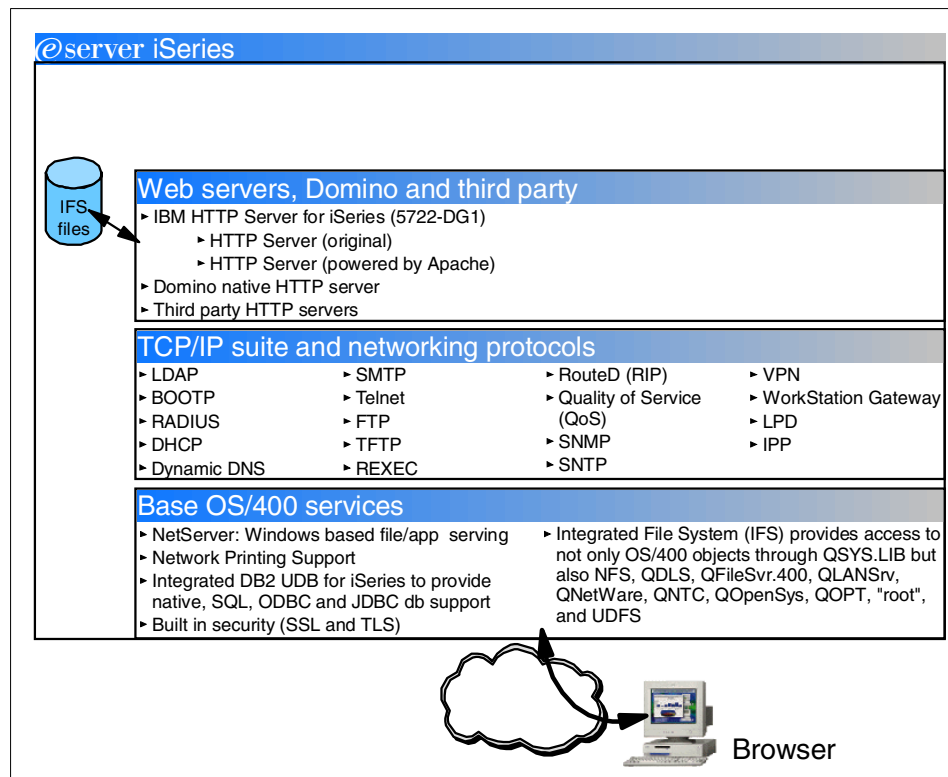 eserver iSeries
IFS
files
Web servers, Domino and third party
► IBM HTTP Server for iSeries (5722-DG1)
► HTTP Server (original)
► HTTP Server (powered by Apache)
► Domino native HTTP server
► Third party HTTP servers
TCP/IP suite and networking protocols
► LDAP
► BOOTP
► RADIUS
► DHCP
► Dynamic DNS
► SMTP
► Telnet
► FTP
► TFTP
► REXEC
► RouteD (RIP)
► Quality of Service
(QoS)
► SNMP
► SNTP
► VPN
► WorkStation Gateway
► LPD
► IPP
Base OS/400 services
► NetServer: Windows based file/app serving
► Network Printing Support
► Integrated DB2 UDB for iSeries to provide
native, SQL, ODBC and JDBC db support
► Built in security (SSL and TLS)
► Integrated File System (IFS) provides access to
not only OS/400 objects through QSYS.LIB but
also NFS, QDLS, QFileSvr.400, QLANSrv,
QNetWare, QNTC, QOpenSys, QOPT, "root",
and UDFS
Browser